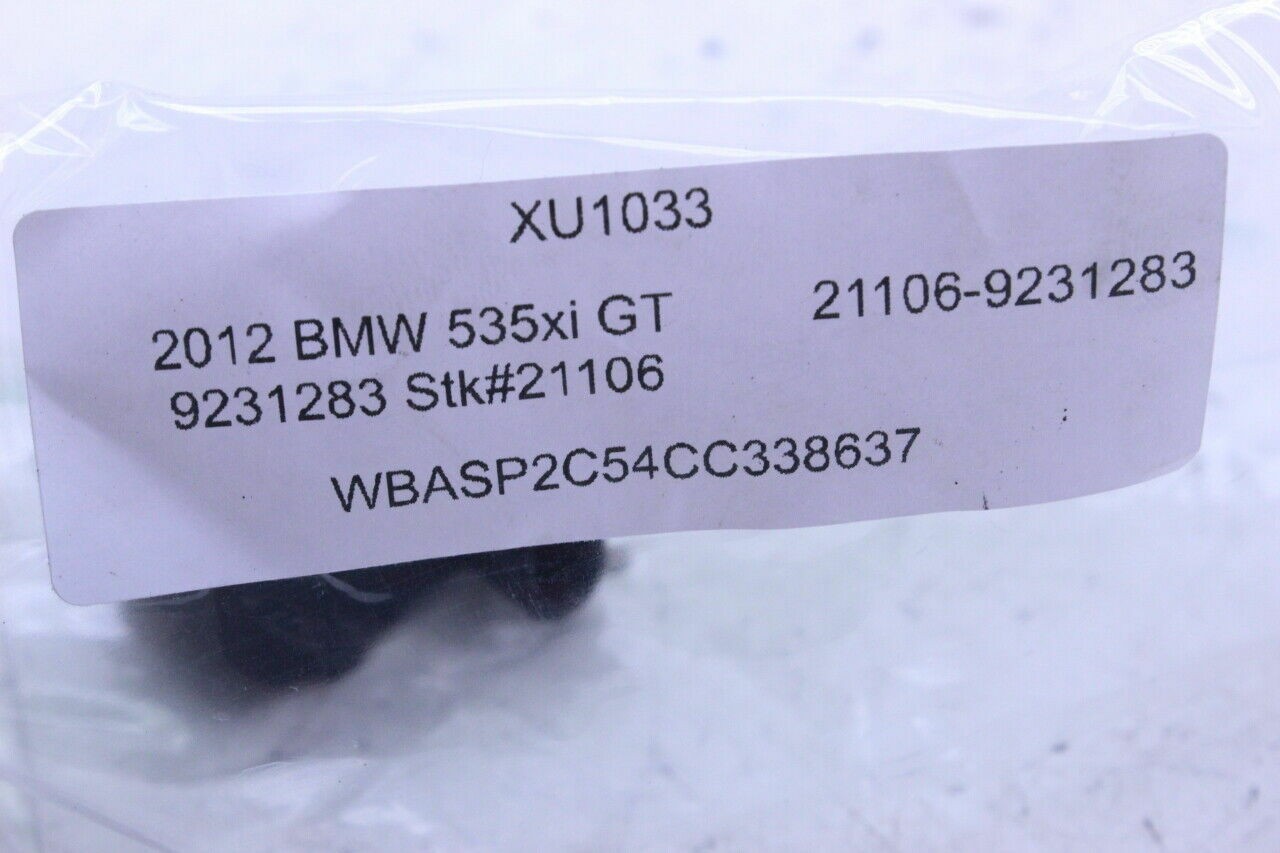 XU1033
2012 BMW 535xi GT 21106-9231283
9231283 Stk#21106
WBASP2C54CC338637